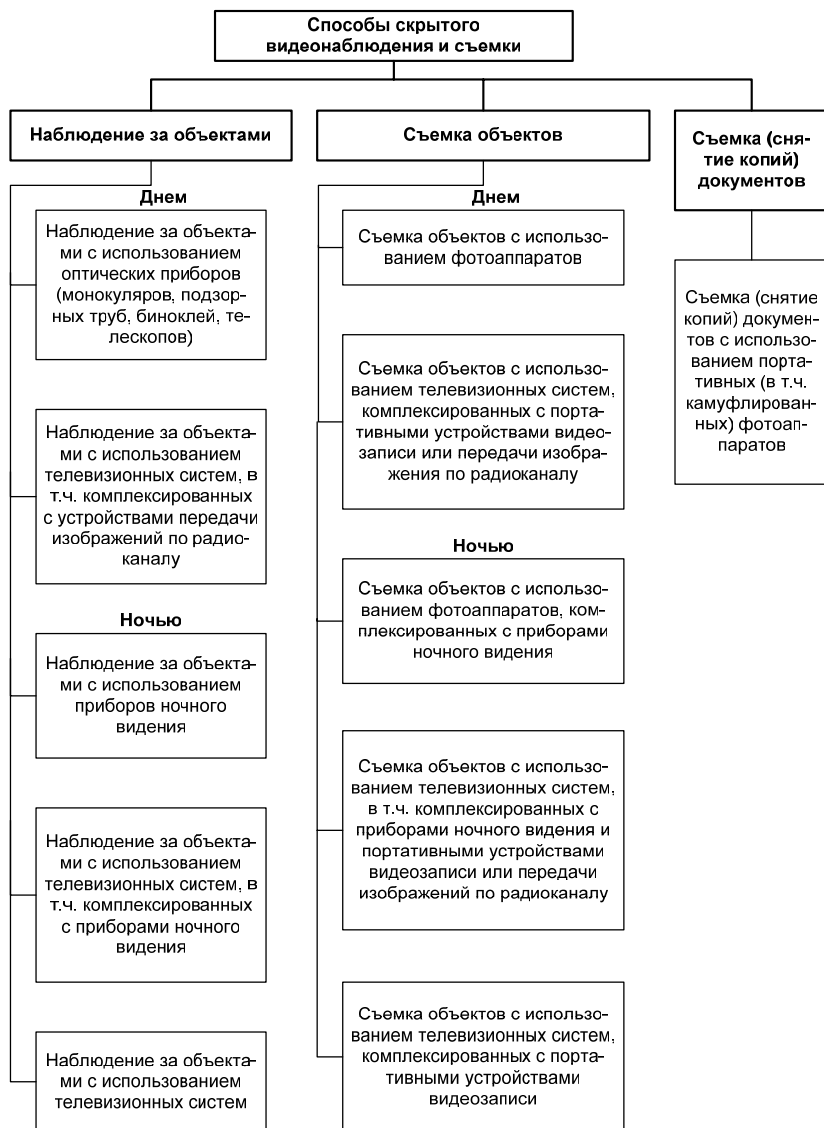 Способы скрытого
видеонаблюдения и съемки
Наблюдение за объектами
Днем
Наблюдение за объекта-
ми с использованием
оптических приборов
(монокуляров, подзор-
ных труб, биноклей, те-
лескопов)
Наблюдение за объекта-
ми с использованием
телевизионных систем, в
т.ч. комплексированных
с устройствами передачи
изображений по радио-
каналу
Ночью
Наблюдение за объекта-
ми с использованием
приборов ночного
видения
Наблюдение за объекта-
ми с использованием
телевизионных систем, в
т.ч. комплексированных
с приборами ночного
видения
Наблюдение за объекта-
ми с использованием
телевизионных систем
Съемка объектов
Днем
Съемка объектов с исполь-
зованием фотоаппаратов
Съемка объектов с использо-
ванием телевизионных систем,
комплексированных с порта-
тивными устройствами видео-
записи или передачи изобра-
жения по радиоканалу
Ночью
Съемка объектов с использо-
ванием фотоаппаратов, ком-
плексированных с приборами
ночного видения
Съемка объектов с использо-
ванием телевизионных систем,
в т.ч. комплексированных с
приборами ночного видения и
портативными устройствами
видеозаписи или передачи
изображений по радиоканалу
Съемка объектов с использо-
ванием телевизионных систем,
комплексированных с порт-
ативными устройствами
видеозаписи
Съемка (сня-
тие копий)
документов
Съемка (снятие
копий) докумен-
тов с использо-
ванием порта-
тивных (в т.ч.
камуфлирован-
ных) фотоап-
паратов